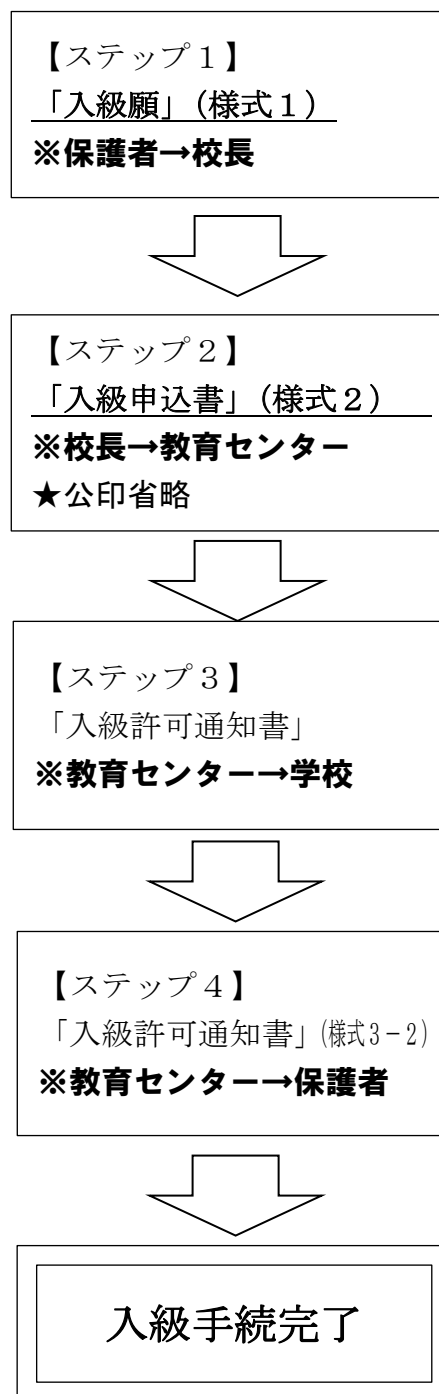 【ステップ１】
「入級願」（様式１）
※保護者→校長
【ステップ２】
「入級申込書」（様式２）
※校長→教育センター
★公印省略
【ステップ３】
「入級許可通知書」
※教育センター→学校
【ステップ４】
「入級許可通知書」（様式3－2）
※教育センター→保護者
入級手続完了